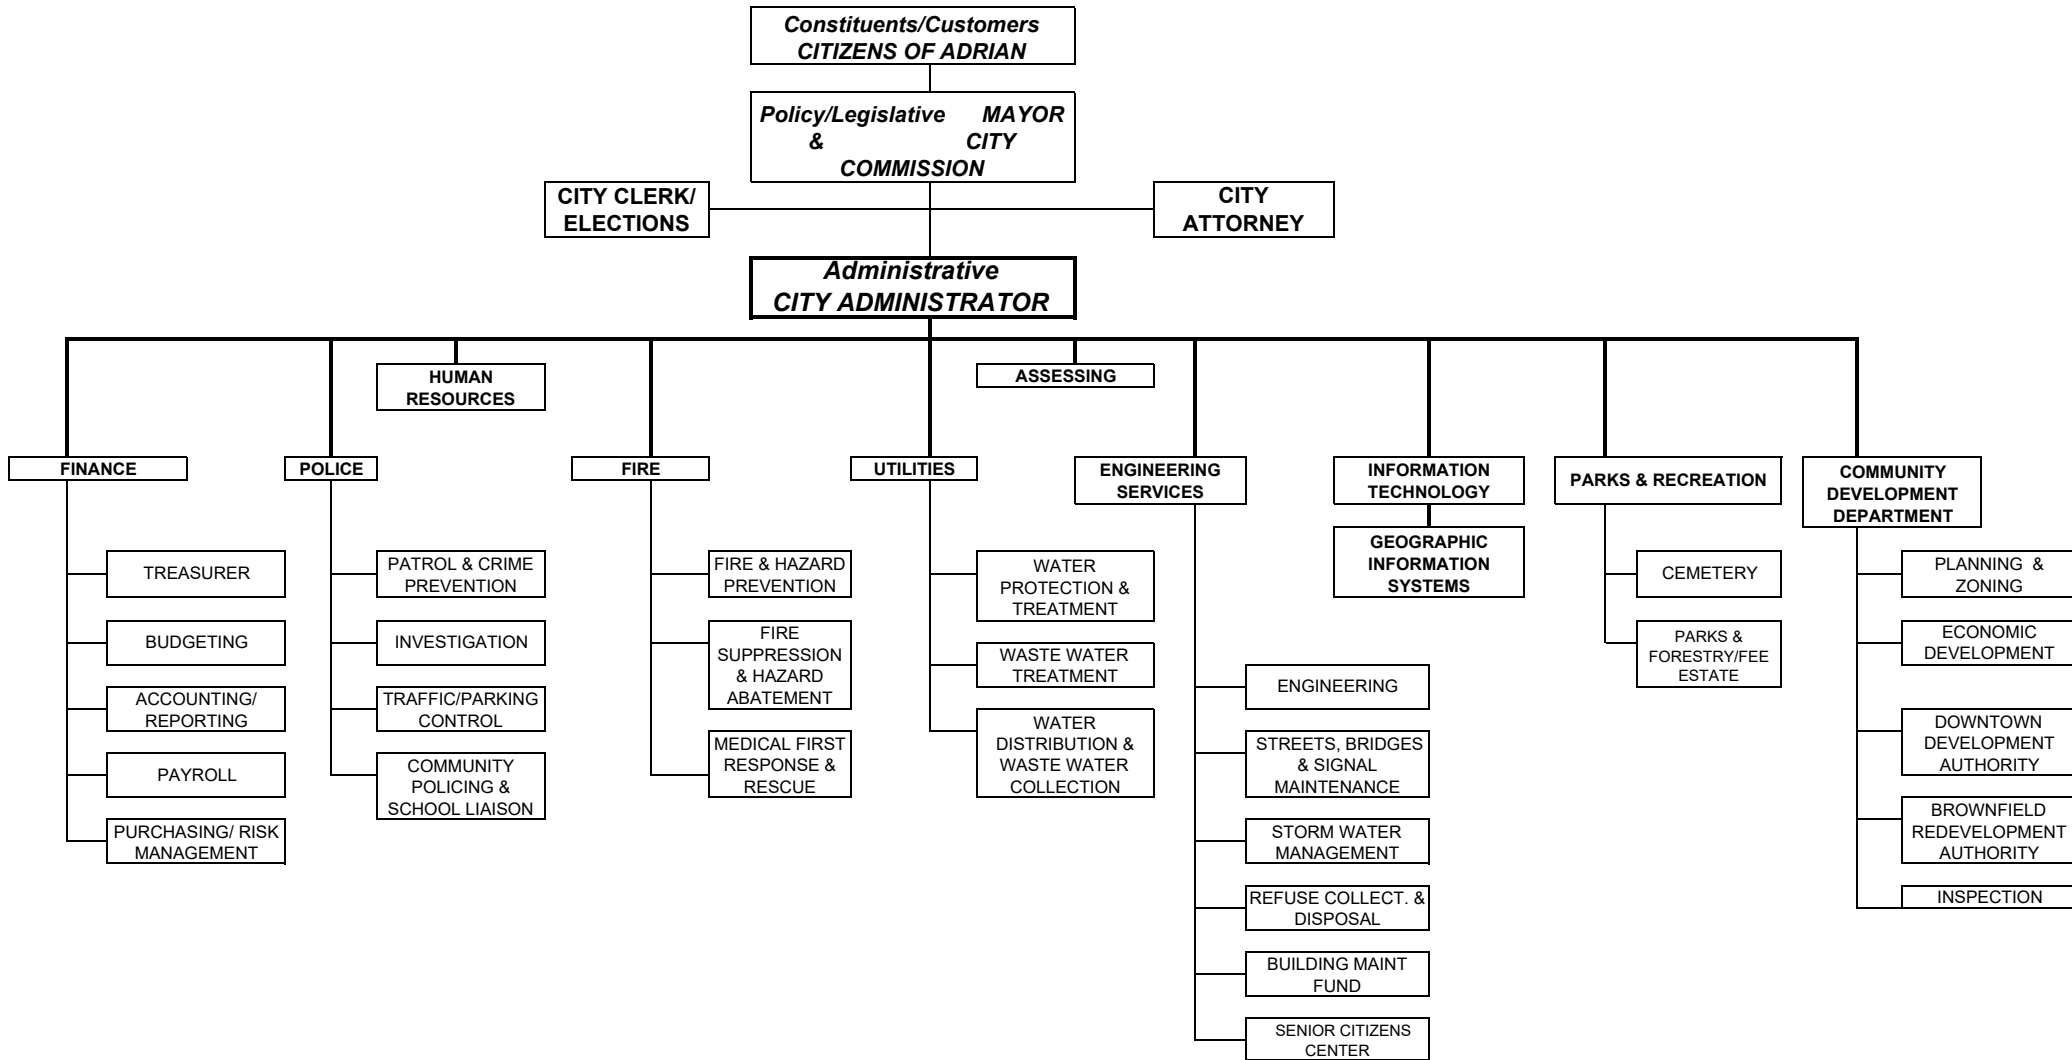 Constituents/Customers
CITIZENS OF ADRIAN
Policy/Legislative MAYOR
& CITY
COMMISSION
CITY CLERK/
ELECTIONS
CITY
ATTORNEY
Administrative
CITY ADMINISTRATOR
HUMAN
RESOURCES
ASSESSING
FINANCE
POLICE
FIRE
UTILITIES
ENGINEERING
SERVICES
INFORMATION
TECHNOLOGY
PARKS & RECREATION
COMMUNITY
DEVELOPMENT
DEPARTMENT
GEOGRAPHIC
INFORMATION
SYSTEMS
TREASURER
BUDGETING
ACCOUNTING/
REPORTING
PAYROLL
PURCHASING/ RISK
MANAGEMENT
PATROL & CRIME
PREVENTION
INVESTIGATION
TRAFFIC/PARKING
CONTROL
COMMUNITY
POLICING &
SCHOOL LIAISON
FIRE & HAZARD
PREVENTION
FIRE
SUPPRESSION
& HAZARD
ABATEMENT
MEDICAL FIRST
RESPONSE &
RESCUE
WATER
PROTECTION &
TREATMENT
WASTE WATER
TREATMENT
WATER
DISTRIBUTION &
WASTE WATER
COLLECTION
ENGINEERING
STREETS, BRIDGES
& SIGNAL
MAINTENANCE
STORM WATER
MANAGEMENT
REFUSE COLLECT. &
DISPOSAL
BUILDING MAINT
FUND
SENIOR CITIZENS
CENTER
CEMETERY
PARKS &
FORESTRY/FEE
ESTATE
PLANNING &
ZONING
ECONOMIC
DEVELOPMENT
DOWNTOWN
DEVELOPMENT
AUTHORITY
BROWNFIELD
REDEVELOPMENT
AUTHORITY
INSPECTION